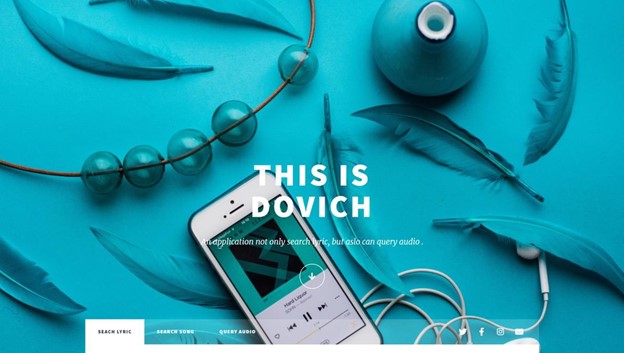 THIS IS
DOVICH
An application not only search lyric, but aslo can query audio .
Hard Liquor
SEACH LYRIC
SEARCH SONG
QUERY AUDIO